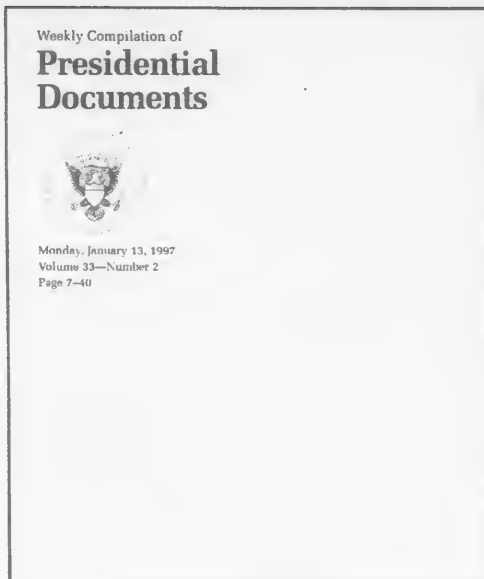 Weekly Compilation of
Presidential
Documents
Monday, January 13, 1997
Volume 33—Number 2
Page 7–40